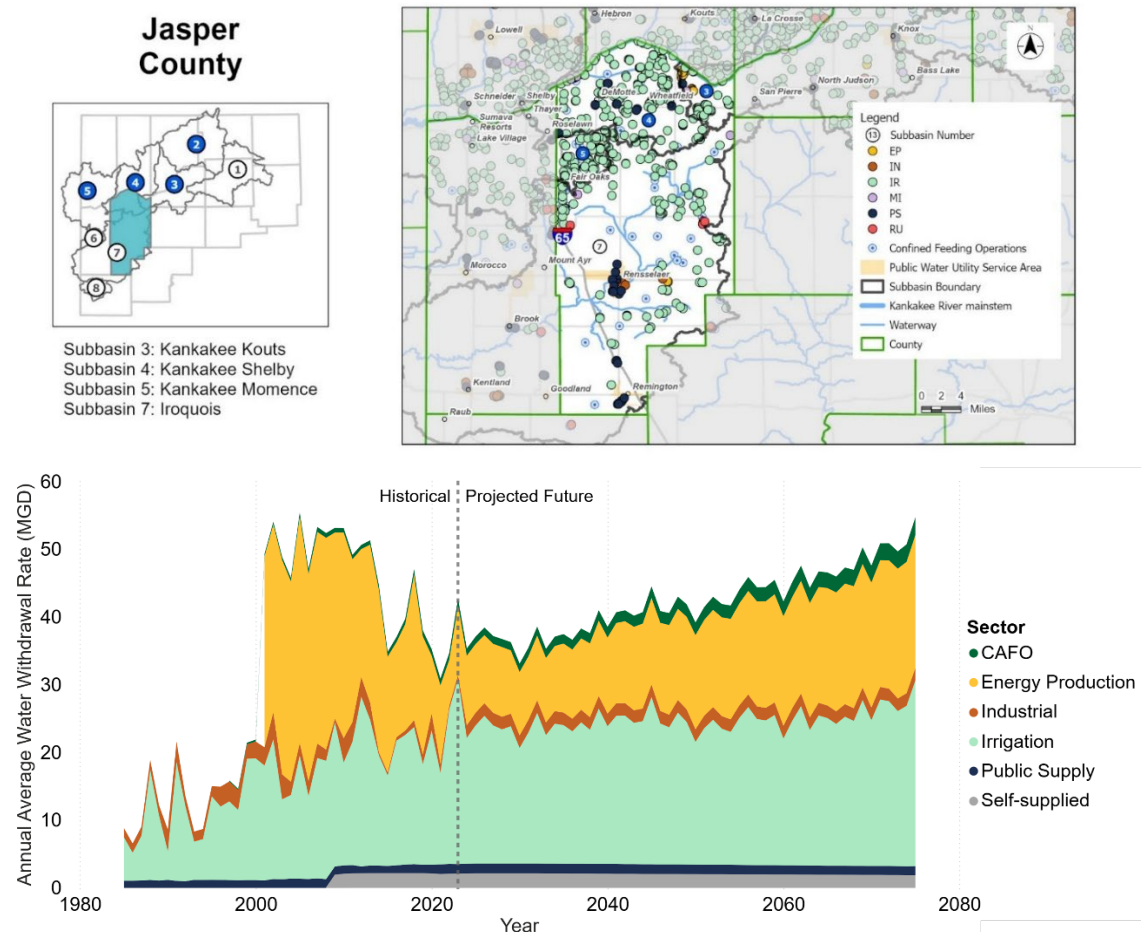 Jasper
County
2
1
4
3
5
6
7
8
Subbasin 3: Kankakee Kouts
Subbasin 4: Kankakee Shelby
Subbasin 5: Kankakee Momence
Subbasin 7: Iroquois
Hebron
Kouts
La Crosse
Lowell
Knox
N
Bass Lake
North Judson
San Pierre
DeMotte
Wheatfield
3
Schneider
Shelby
Thayer
Sumava
Resorts
Roselawn
Lake Village
4
5
Fair Oaks
65
7
Mount Ayr
Morocco
Rensselaer
Brook
Kentland
Goodland
Remington
Raub
Legend
13 Subbasin Number
EP
IN
IR
MI
PS
RU
Confined Feeding Operations
Public Water Utility Service Area
Subbasin Boundary
Kankakee River mainstem
Waterway
County
0 2 4
Miles
Annual Average Water Withdrawal Rate (MGD)
60
50
40
30
20
10
0
Historical
Projected Future
1980
2000
2020
2040
2060
2080
Year
Sector
CAFO
Energy Production
Industrial
Irrigation
Public Supply
Self-supplied